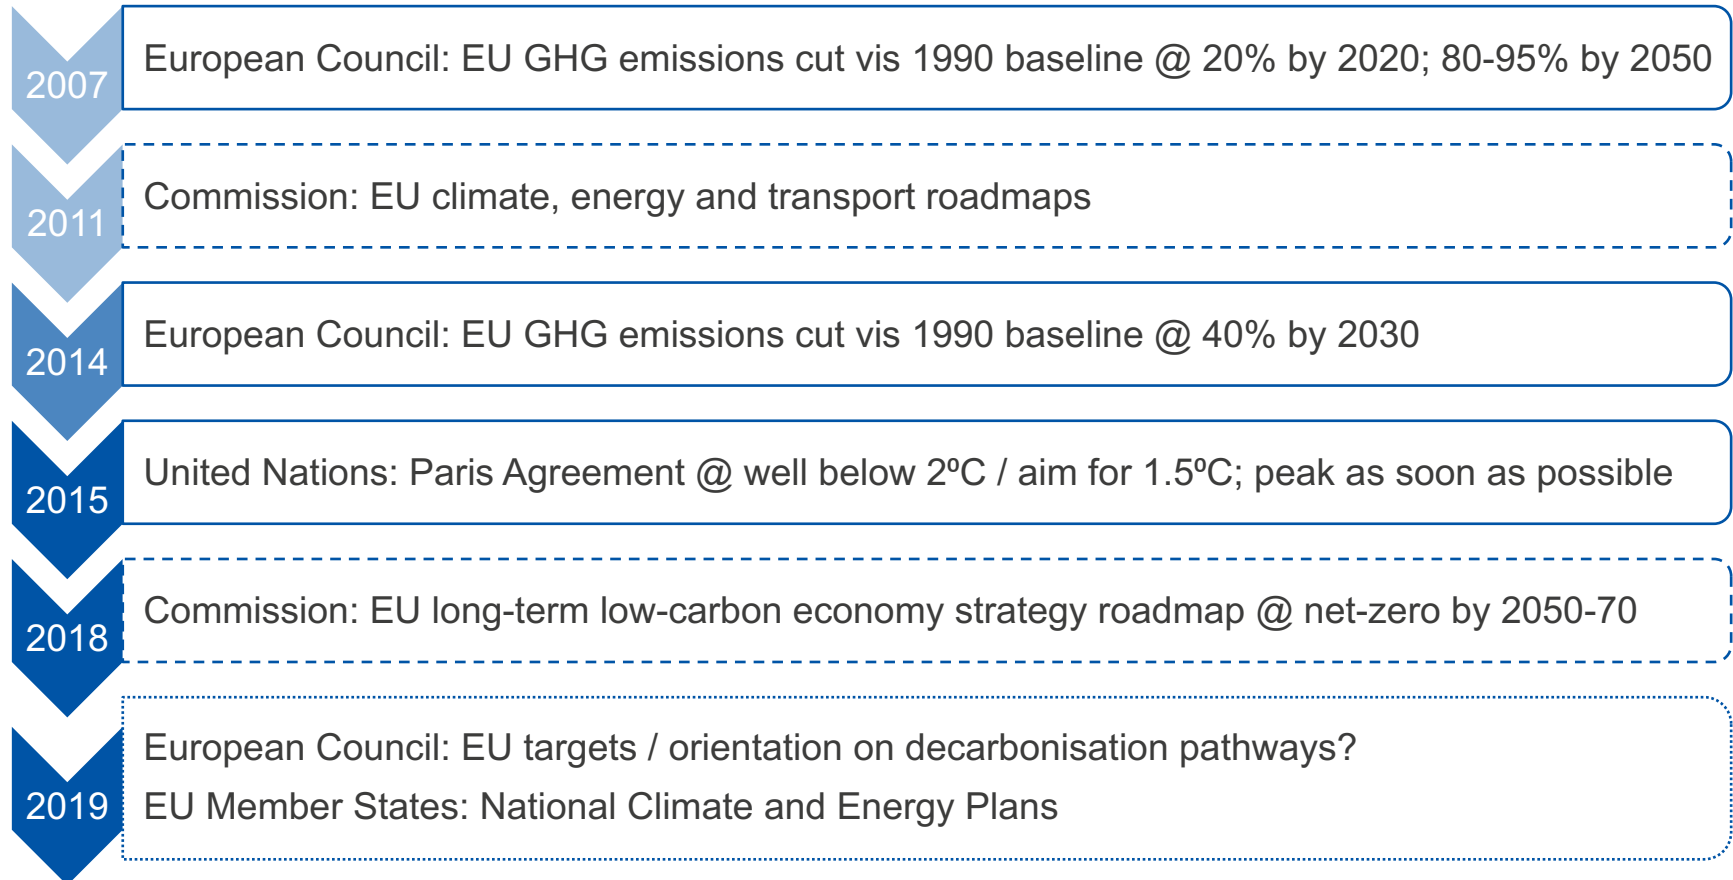 2007
European Council: EU GHG emissions cut vis 1990 baseline @ 20% by 2020; 80-95% by 2050
2011
Commission: EU climate, energy and transport roadmaps
2014
European Council: EU GHG emissions cut vis 1990 baseline @ 40% by 2030
2015
United Nations: Paris Agreement @ well below 2ºC / aim for 1.5ºC; peak as soon as possible
2018
Commission: EU long-term low-carbon economy strategy roadmap @ net-zero by 2050-70
2019
European Council: EU targets / orientation on decarbonisation pathways?
EU Member States: National Climate and Energy Plans